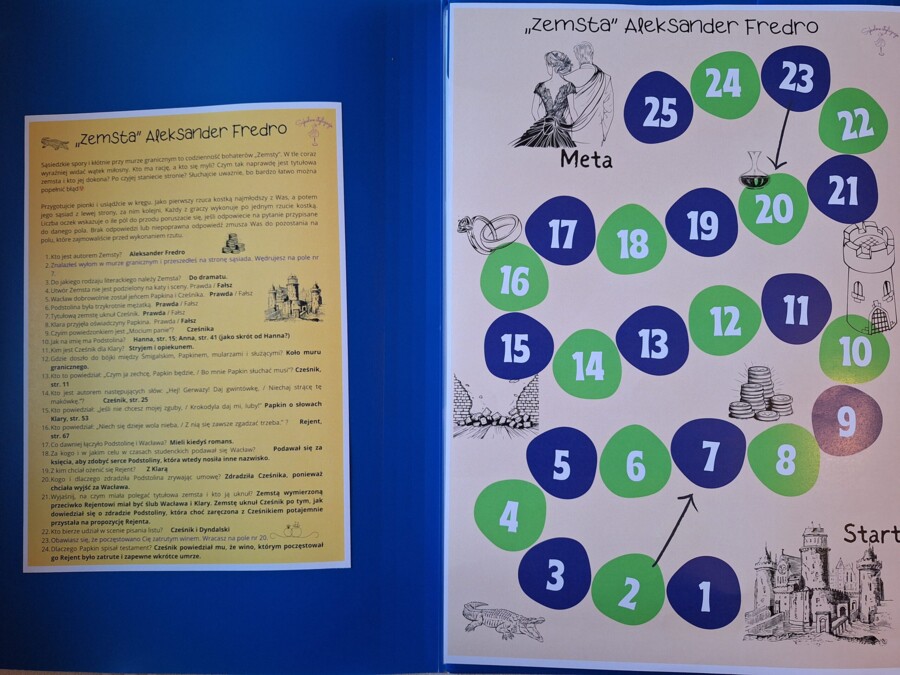 „Zemsta” Aleksander Fredro
Sąsiedzkie spory i kłótnie przy murze granicznym to codzienność bohaterów „Zemsty”. W tle coraz
wyraźniej widać wątek miłosny. Kto ma rację, a kto się myli? Czym tak naprawdę jest tytułowa
zemsta i kto jej dokona? Po czyjej staniecie stronie? Słuchajcie uważnie, bo bardzo łatwo można
popełnić błąd!!!
Przygotujcie pionki i usiądźcie w kręgu. Jako pierwszy rzuca kostką najmłodszy z Was, a potem
jego sąsiad z lewej strony, za nim kolejny. Każdy z graczy wykonuje po jednym rzucie kostką.
Liczba oczek wskazuje o ile pól do przodu poruszacie się, jeśli odpowiecie na pytanie przypisane
do danego pola. Brak odpowiedzi lub niepoprawna odpowiedź zmusza Was do pozostania na
polu, które zajmowaliście przed wykonaniem rzutu.
1. Kto jest autorem Zemsty? Aleksander Fredro
2. Znalazłeś wyłom w murze granicznym i przeszedłeś na stronę sąsiada. Wędrujesz na pole nr
7.
3. Do jakiego rodzaju literackiego należy Zemsta? Do dramatu.
4. Utwór Zemsta nie jest podzielony na katy i sceny. Prawda / Fałsz
5. Wacław dobrowolnie został jeńcem Papkina i Cześnika. Prawda / Fałsz
6. Podstolina była trzykrotnie mężatką. Prawda / Fałsz
7. Tytułową zemstę uknuł Cześnik. Prawda / Fałsz
8. Klara przyjęła oświadczyny Papkina. Prawda / Fałsz
9. Czyim powiedzonkiem jest „Mocium panie”? Cześnika
10. Jak na imię ma Podstolina? Hanna, str. 15; Anna, str. 41 (jako skrót od Hanna?)
11. Kim jest Cześnik dla Klary? Stryjem i opiekunem.
12. Gdzie doszło do bójki między Śmigalskim, Papkinem, mularzami i służącymi? Koło muru
granicznego.
13. Kto to powiedział: „Czym ja zechcę, Papkin będzie, / Bo mnie Papkin słuchać musi”? Cześnik,
str. 11
14. Kto jest autorem następujących słów: „Hej! Gerwazy! Daj gwintówkę, / Niechaj strącę tę
makówkę.”? Cześnik, str. 25
15. Kto powiedział: „Jeśli nie chcesz mojej zguby, / Krokodyla daj mi, luby!” Papkin o słowach
Klary, str. 53
16. Kto powiedział: „Niech się dzieje wola nieba, / Z nią się zawsze zgadzać trzeba.” ? Rejent,
str. 67
17. Co dawniej łączyło Podstolinę i Wacława? Mieli kiedyś romans.
18. Za kogo i w jakim celu w czasach studenckich podawał się Wacław? Podawał się za
księcia, aby zdobyć serce Podstoliny, która wtedy nosiła inne nazwisko.
19. Z kim chciał ożenić się Rejent? Z Klarą
20. Kogo i dlaczego zdradziła Podstolina zrywając umowę? Zdradziła Cześnika, ponieważ
chciała wyjść za Wacława.
21. Wyjaśnij, na czym miała polegać tytułowa zemsta i kto ją uknuł? Zemstą wymierzoną
przeciwko Rejentowi miał być ślub Wacława i Klary. Zemstę uknuł Cześnik po tym, jak
dowiedział się o zdradzie Podstoliny, która choć zaręczona z Cześnikiem potajemnie
przystała na propozycję Rejenta.
22. Kto bierze udział w scenie pisania listu? Cześnik i Dyndalski
23. Obawiasz się, że poczęstowano Cię zatrutym winem. Wracasz na pole nr 20.
24. Dlaczego Papkin spisał testament? Cześnik powiedział mu, że wino, którym poczęstował
go Rejent było zatrute i zapewne wkrótce umrze.
„Zemsta” Aleksander Fredro
25 24 23
22
Meta
17 18 19 20 21
16
15 14 13 12 11
10
9
5 6 7 8
4
Start
3 2 1